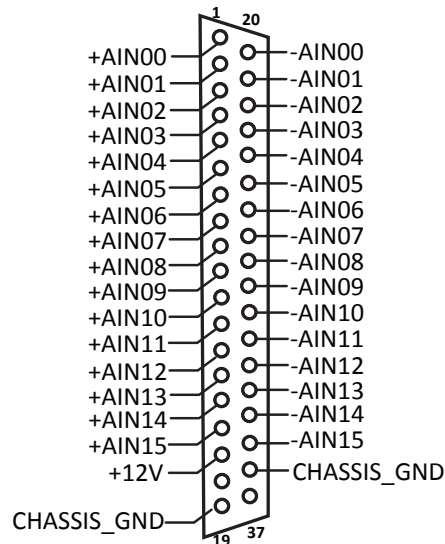 1 20
+AIN00 -AIN00
+AIN01 -AIN01
+AIN02 -AIN02
+AIN03 -AIN03
+AIN04 -AIN04
+AIN05 -AIN05
+AIN06 -AIN06
+AIN07 -AIN07
+AIN08 -AIN08
+AIN09 -AIN09
+AIN10 -AIN10
+AIN11 -AIN11
+AIN12 -AIN12
+AIN13 -AIN13
+AIN14 -AIN14
+AIN15 -AIN15
+12V CHASSIS_GND
CHASSIS_GND
19 37